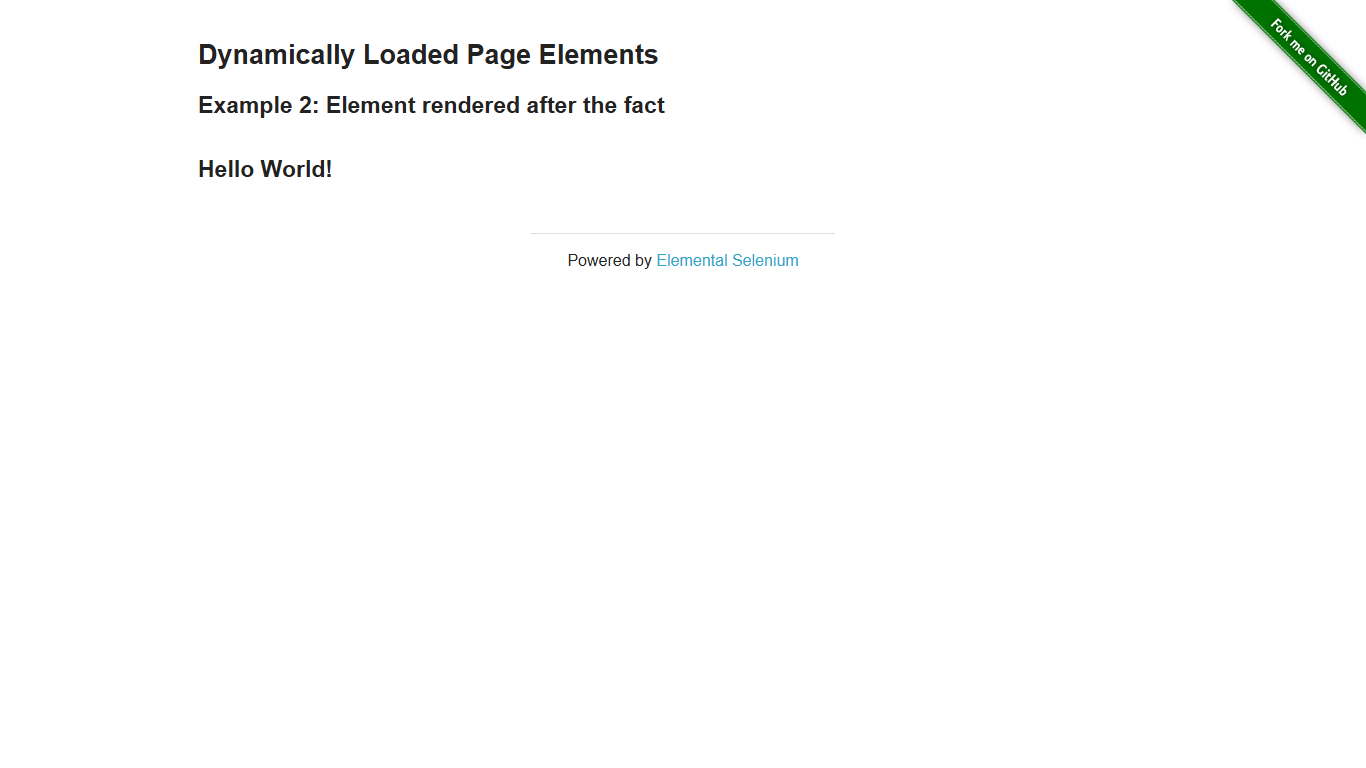 Fork me on GitHub
Dynamically Loaded Page Elements
Example 2: Element rendered after the fact
Hello World!
Powered by Elemental Selenium